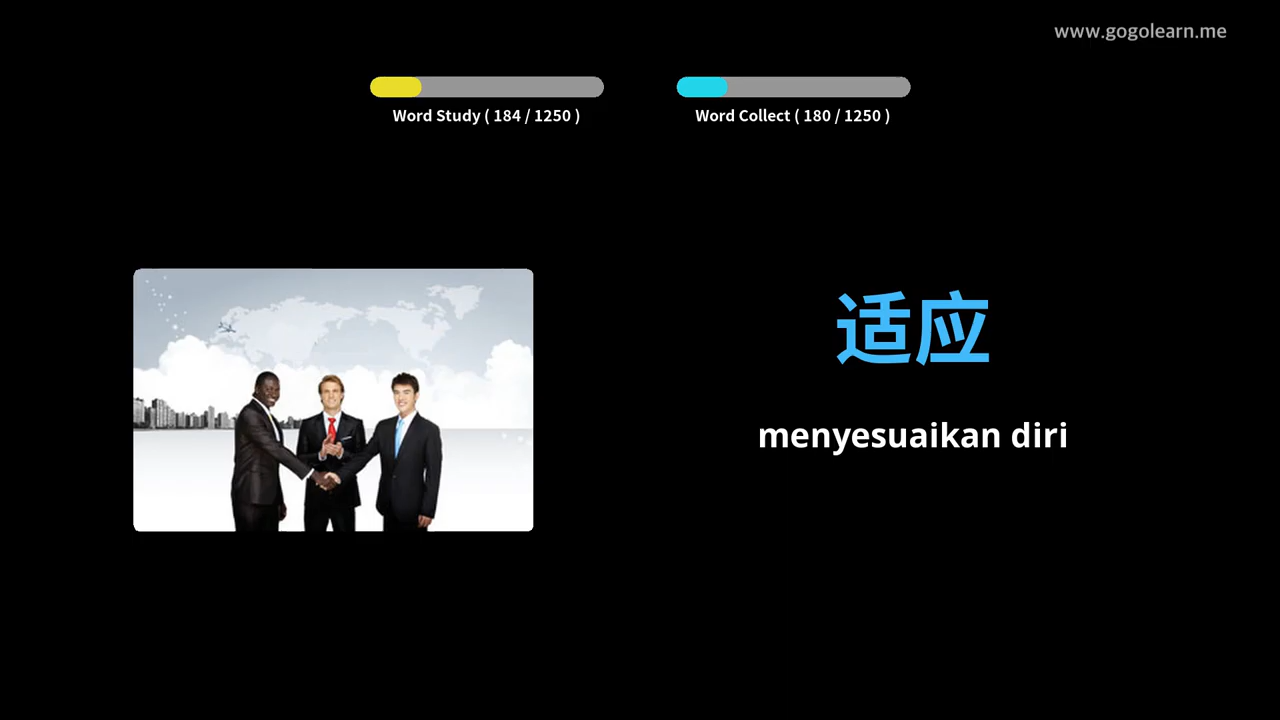 www.gogolearn.me
Word Study ( 184 / 1250 )
Word Collect ( 180 / 1250 )
适应
menyesuaikan diri